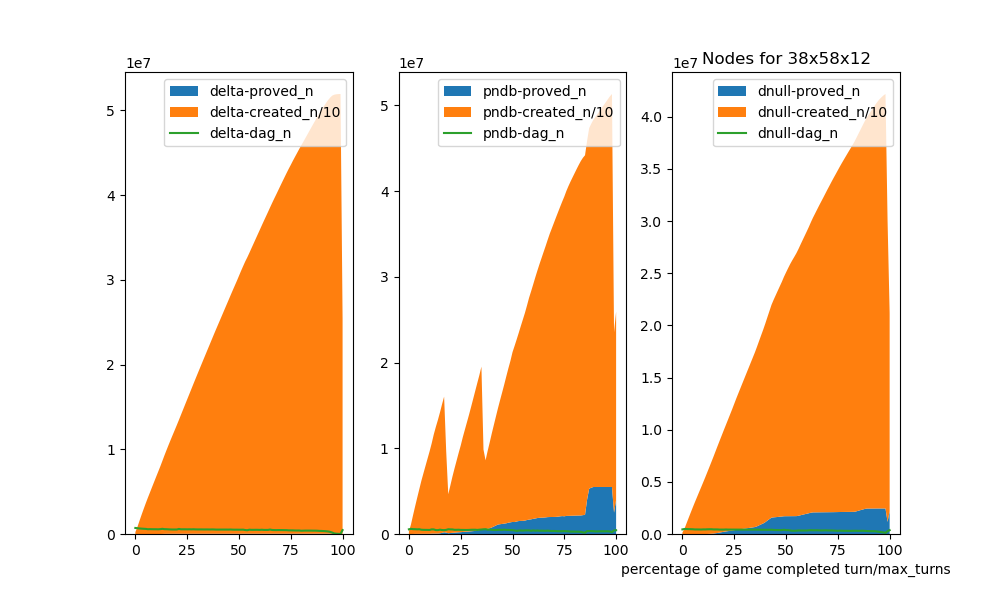 Nodes for 38x58x12
1e7
delta-proved_n
delta-created_n/10
delta-dag_n
5
4
3
2
1
0
0 25 50 75 100
1e7
pndb-proved_n
pndb-created_n/10
pndb-dag_n
5
4
3
2
1
0
0 25 50 75 100
1e7
dnull-proved_n
dnull-created_n/10
dnull-dag_n
4.0
3.5
3.0
2.5
2.0
1.5
1.0
0.5
0.0
0 25 50 75 100
percentage of game completed turn/max_turns